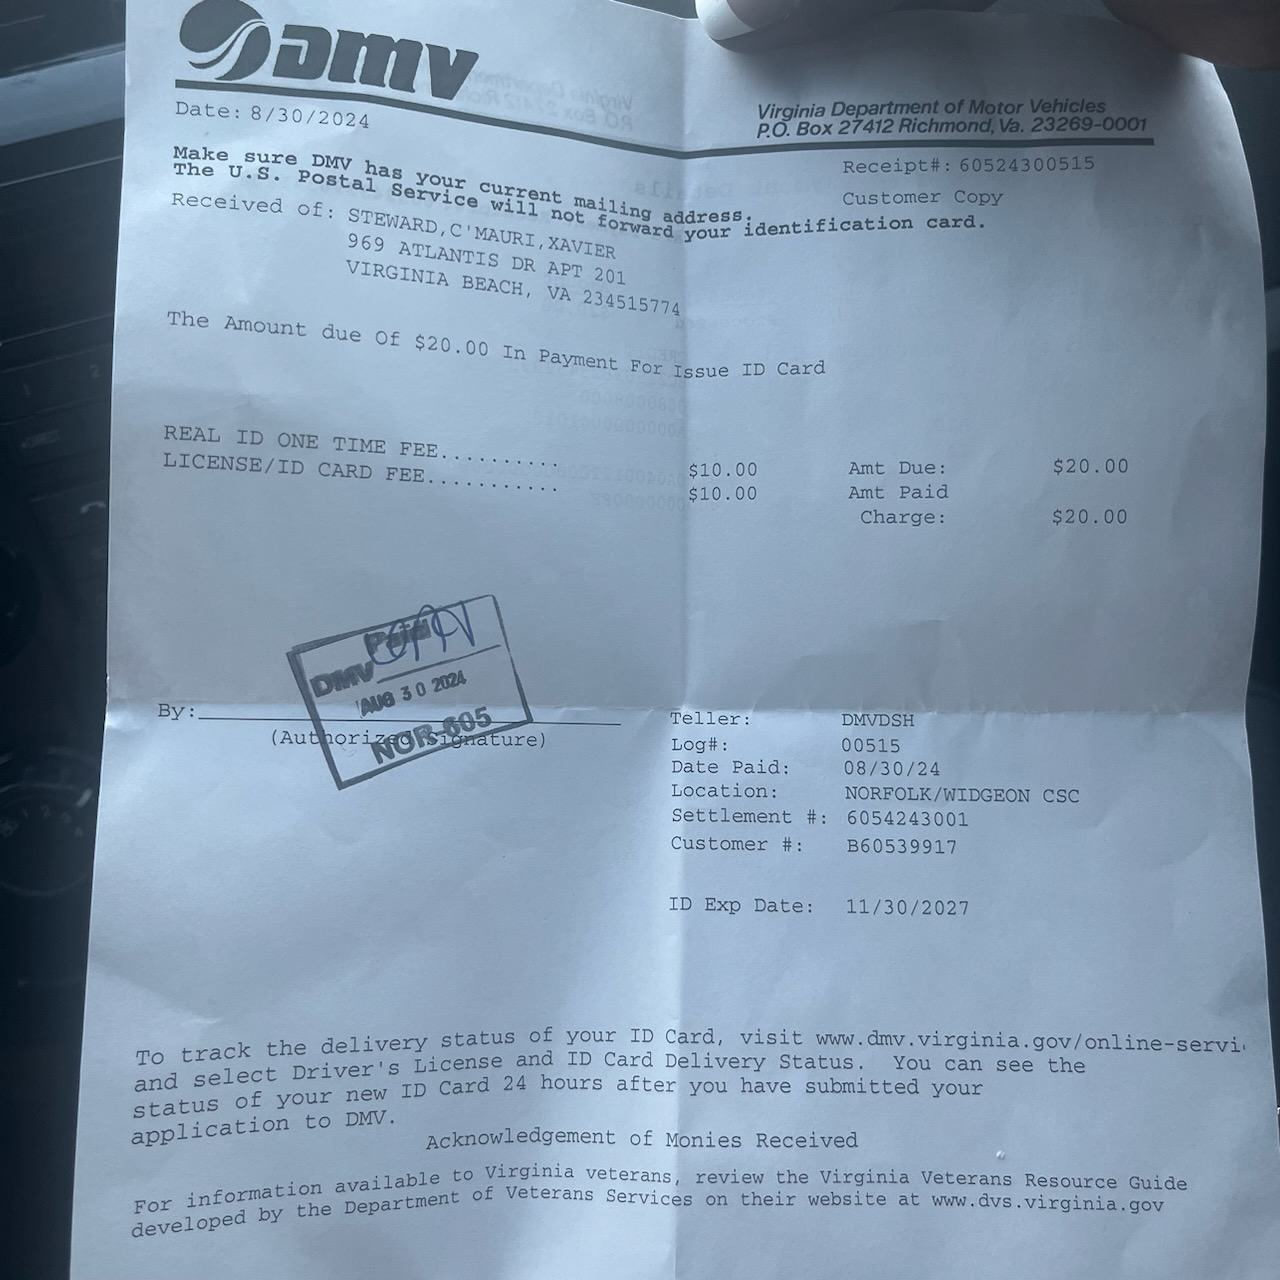 DMV
Virginia Department of Motor Vehicles
P.O. Box 27412 Richmond, Va. 23269-0001
Date: 8/30/2024
Receipt#: 60524300515
Customer Copy
Make sure DMV has your current mailing address.
The U.S. Postal Service will not forward your identification card.
Received of: STEWARD,C'MAURI,XAVIER
969 ATLANTIS DR APT 201
VIRGINIA BEACH, VA 234515774
The Amount due Of $20.00 In Payment For Issue ID Card
REAL ID ONE TIME FEE.......... $10.00 Amt Due: $20.00
LICENSE/ID CARD FEE........... $10.00 Amt Paid
Charge: $20.00
Paid
DMV
AUG 30 2024
NOR-605
By:
(Authorized Signature)
Teller: DMVDSH
Log#: 00515
Date Paid: 08/30/24
Location: NORFOLK/WIDGEON CSC
Settlement #: 6054243001
Customer #: B60539917
ID Exp Date: 11/30/2027
To track the delivery status of your ID Card, visit www.dmv.virginia.gov/online-servi
and select Driver's License and ID Card Delivery Status. You can see the
status of your new ID Card 24 hours after you have submitted your
application to DMV.
Acknowledgement of Monies Received
For information available to Virginia veterans, review the Virginia Veterans Resource Guide
developed by the Department of Veterans Services on their website at www.dvs.virginia.gov